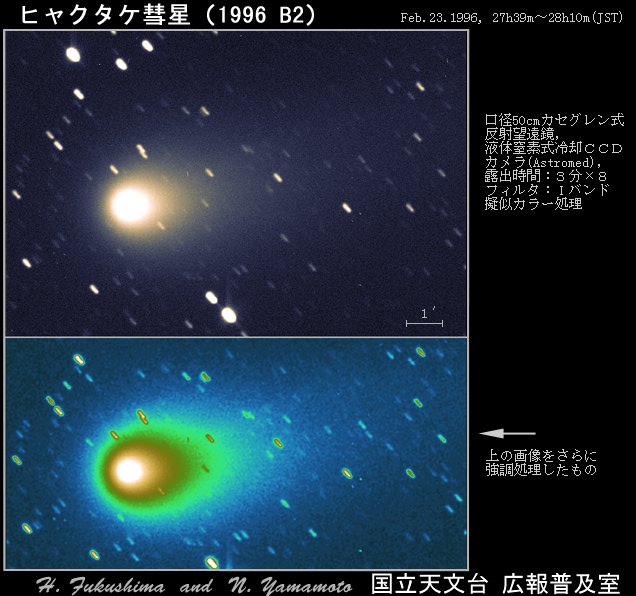 ヒャクタケ彗星 (1996 B2)
Feb.23.1996, 27h39m～28h10m(JST)
口径50cmカセグレン式
反射望遠鏡,
液体窒素式冷却ＣＣＤ
カメラ(Astromed),
露出時間：３分×８
フィルタ：Ｉバンド
擬似カラー処理
1 ′
上の画像をさらに
強調処理したもの
H. Fukushima and N. Yamamoto
国立天文台 広報普及室